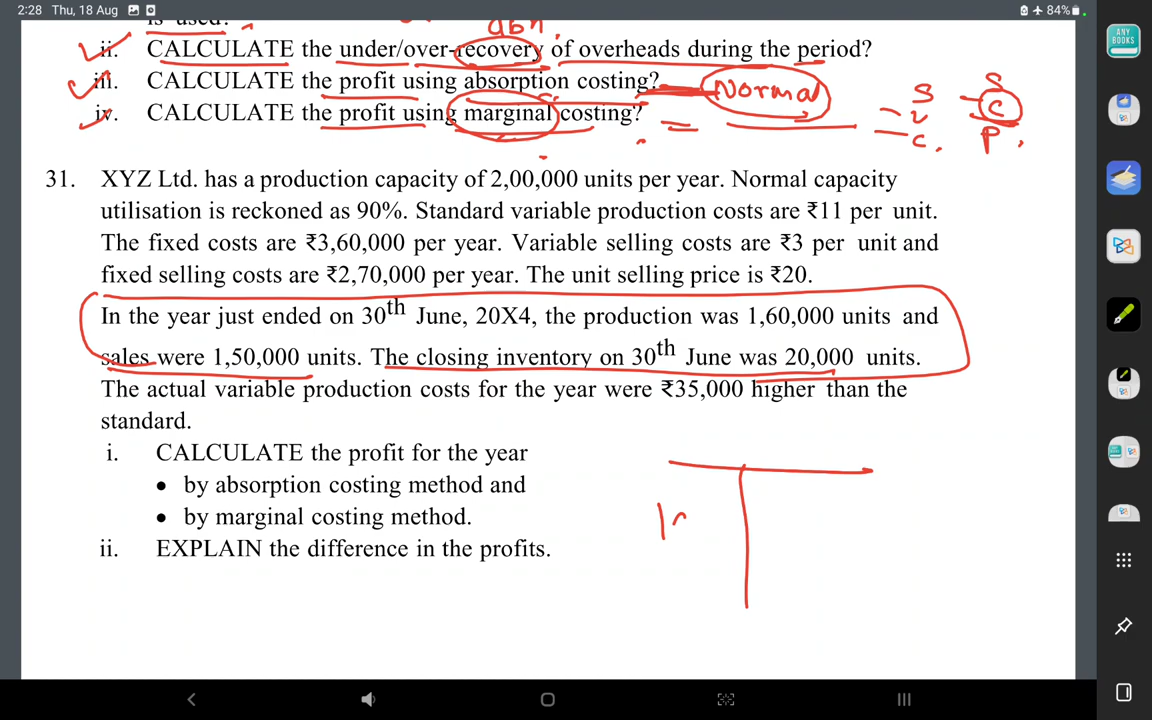 2:28 Thu, 18 Aug 84%
is used?
abn.
ii. CALCULATE the under/over-recovery of overheads during the period?
iii. CALCULATE the profit using absorption costing? Normal
iv. CALCULATE the profit using marginal costing?
S
S
V
C
C.
P
31. XYZ Ltd. has a production capacity of 2,00,000 units per year. Normal capacity
utilisation is reckoned as 90%. Standard variable production costs are ₹11 per unit.
The fixed costs are ₹3,60,000 per year. Variable selling costs are ₹3 per unit and
fixed selling costs are ₹2,70,000 per year. The unit selling price is ₹20.
In the year just ended on 30th June, 20X4, the production was 1,60,000 units and
sales were 1,50,000 units. The closing inventory on 30th June was 20,000 units.
The actual variable production costs for the year were ₹35,000 higher than the
standard.
i. CALCULATE the profit for the year
• by absorption costing method and
• by marginal costing method.
ii. EXPLAIN the difference in the profits.
ANY
BOOKS